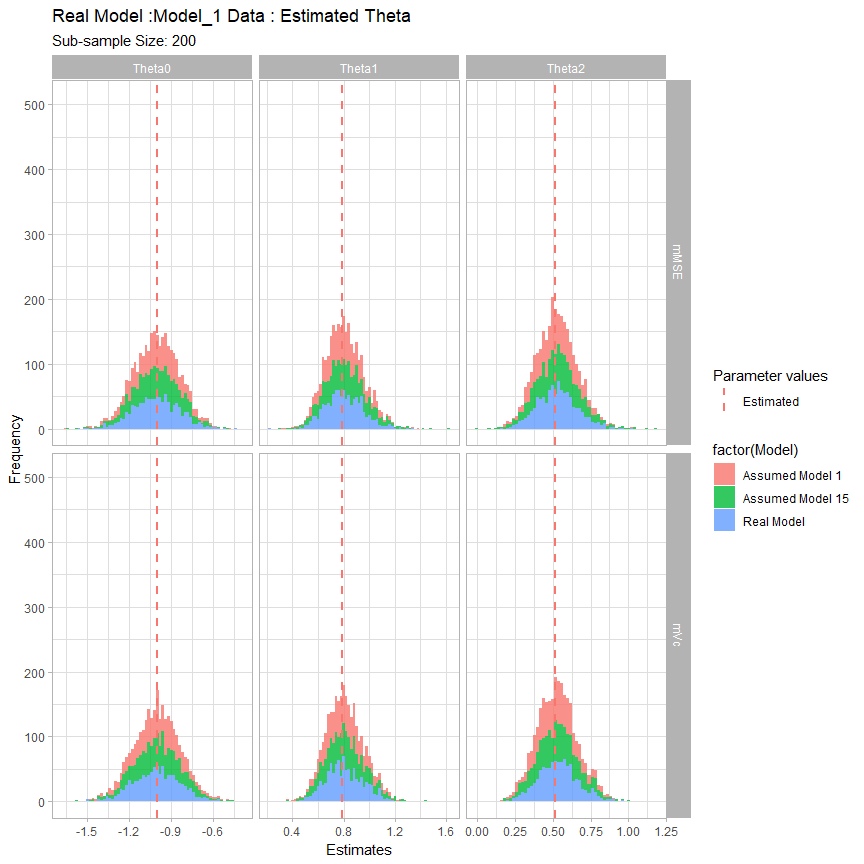 Real Model :Model_1 Data : Estimated Theta
Sub-sample Size: 200
Theta0 Theta1 Theta2
500
400
300
200
100
0
mMSE
500
400
300
200
100
0
mVc
Frequency
-1.5 -1.2 -0.9 -0.6
0.4 0.8 1.2 1.6
0.00 0.25 0.50 0.75 1.00 1.25
Estimates
Parameter values
Estimated
factor(Model)
Assumed Model 1
Assumed Model 15
Real Model